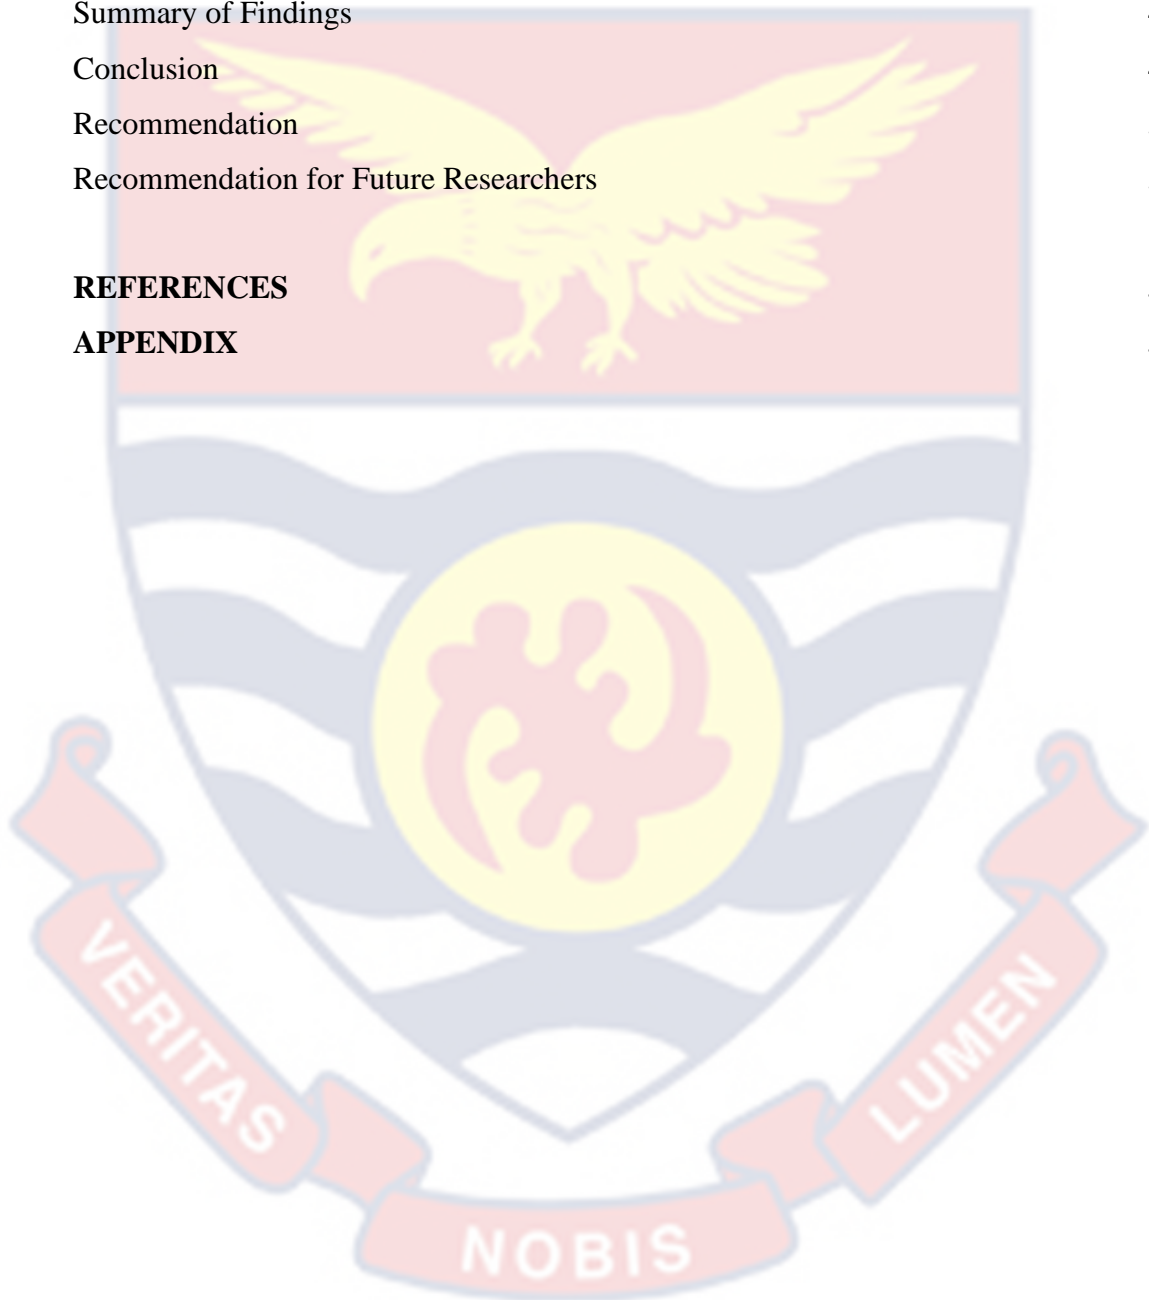 Summary of Findings
Conclusion
Recommendation
Recommendation for Future Researchers
REFERENCES
APPENDIX
VERITAS
NOBIS
LUMEN